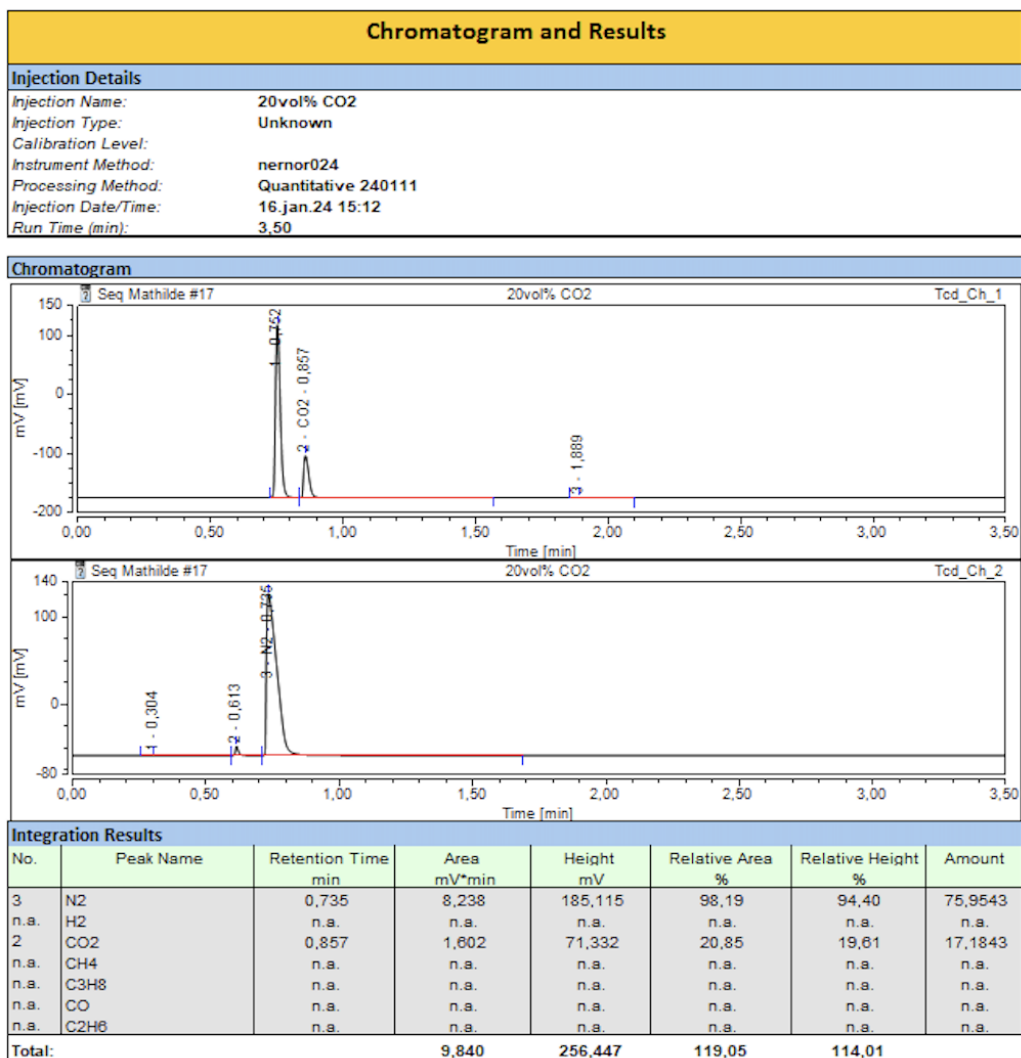 Chromatogram and Results
Injection Details
Injection Name: 20vol% CO2
Injection Type: Unknown
Calibration Level:
Instrument Method: nernor024
Processing Method: Quantitative 240111
Injection Date/Time: 16.jan.24 15:12
Run Time (min): 3,50
Chromatogram
Seq Mathilde #17 20vol% CO2 Tcd_Ch_1
150
100
0
-100
-200
mV [mV]
1 - 0,752
2 - CO2 - 0,857
3 - 1,889
0,00 0,50 1,00 1,50 2,00 2,50 3,00 3,50
Time [min]
Seq Mathilde #17 20vol% CO2 Tcd_Ch_2
140
100
0
-80
mV [mV]
1 - 0,304
2 - 0,613
3 - N2 - 0,735
0,00 0,50 1,00 1,50 2,00 2,50 3,00 3,50
Time [min]
Integration Results
No. Peak Name Retention Time Area Height Relative Area Relative Height Amount
min mV*min mV % %
3 N2 0,735 8,238 185,115 98,19 94,40 75,9543
n.a. H2 n.a. n.a. n.a. n.a. n.a. n.a.
2 CO2 0,857 1,602 71,332 20,85 19,61 17,1843
n.a. CH4 n.a. n.a. n.a. n.a. n.a. n.a.
n.a. C3H8 n.a. n.a. n.a. n.a. n.a. n.a.
n.a. CO n.a. n.a. n.a. n.a. n.a. n.a.
n.a. C2H6 n.a. n.a. n.a. n.a. n.a. n.a.
Total: 9,840 256,447 119,05 114,01